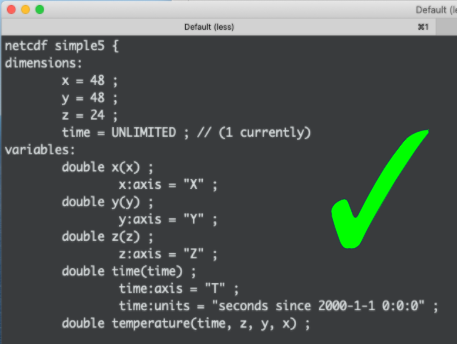 Default (le
Default (less)
⌘1
netcdf simple5 {
dimensions:
x = 48 ;
y = 48 ;
z = 24 ;
time = UNLIMITED ; // (1 currently)
variables:
double x(x) ;
x:axis = "X" ;
double y(y) ;
y:axis = "Y" ;
double z(z) ;
z:axis = "Z" ;
double time(time) ;
time:axis = "T" ;
time:units = "seconds since 2000-1-1 0:0:0" ;
double temperature(time, z, y, x) ;